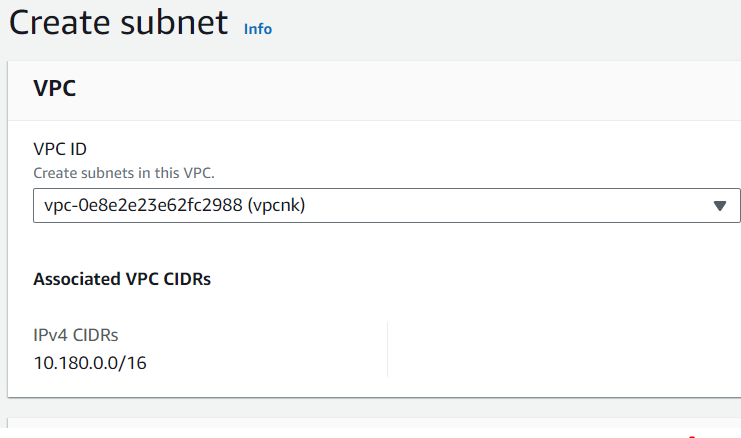 Create subnet Info
VPC
VPC ID
Create subnets in this VPC.
vpc-0e8e2e23e62fc2988 (vpcnk)
Associated VPC CIDRs
IPv4 CIDRs
10.180.0.0/16